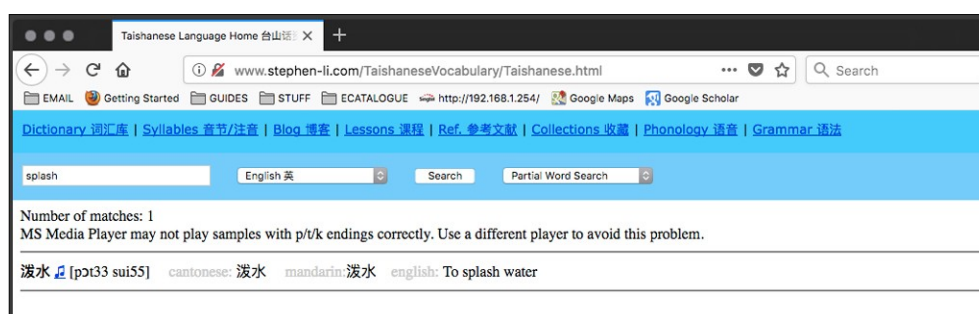 Taishanese Language Home 台山话
www.stephen-li.com/TaishaneseVocabulary/Taishanese.html
Search
EMAIL Getting Started GUIDES STUFF ECATALOGUE http://192.168.1.254/ Google Maps Google Scholar
Dictionary 词汇库 | Syllables 音节/注音 | Blog 博客 | Lessons 课程 | Ref. 参考文献 | Collections 收藏 | Phonology 语音 | Grammar 语法
splash English 英 Search Partial Word Search
Number of matches: 1
MS Media Player may not play samples with p/t/k endings correctly. Use a different player to avoid this problem.
泼水 [pɔt33 sui55] cantonese: 泼水 mandarin:泼水 english: To splash water